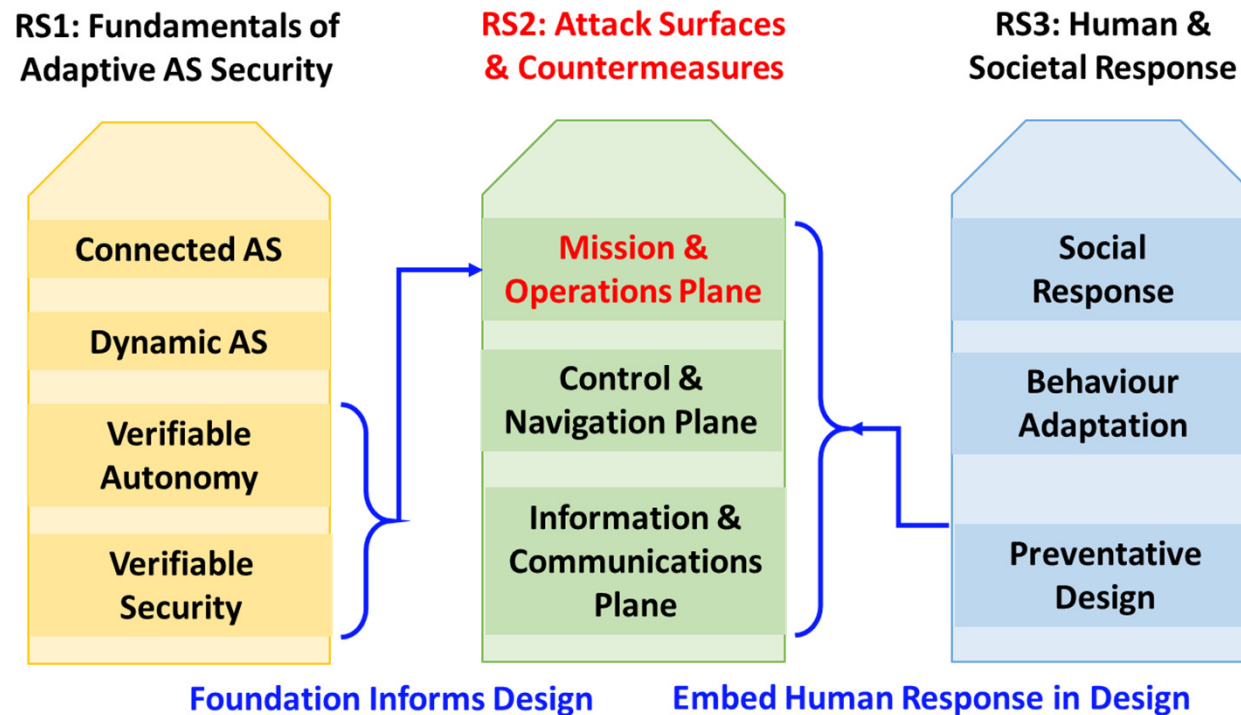 RS1: Fundamentals of
Adaptive AS Security
RS2: Attack Surfaces
& Countermeasures
RS3: Human &
Societal Response
Connected AS
Dynamic AS
Verifiable
Autonomy
Verifiable
Security
Mission &
Operations Plane
Control &
Navigation Plane
Information &
Communications
Plane
Social
Response
Behaviour
Adaptation
Preventative
Design
Foundation Informs Design
Embed Human Response in Design